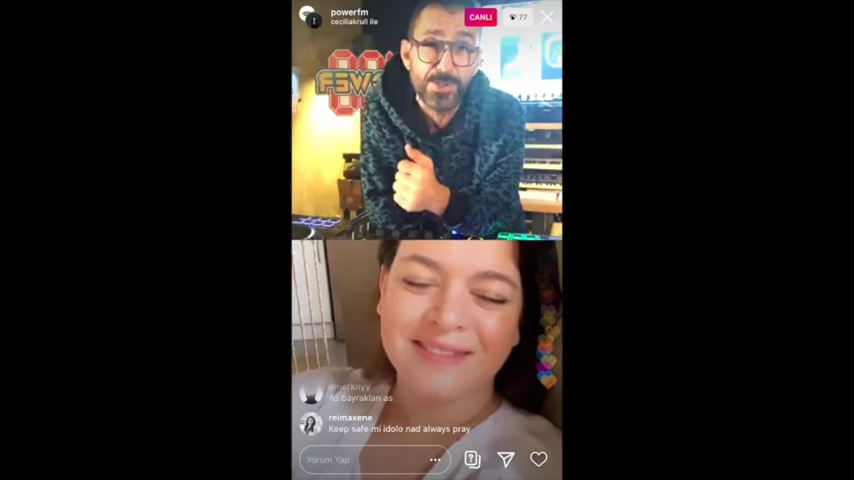 powerfm
ceciliakrull ile
CANLI
77
As bayrakları as
reimaxene
Keep safe mi idolo nad always pray
Yorum Yap